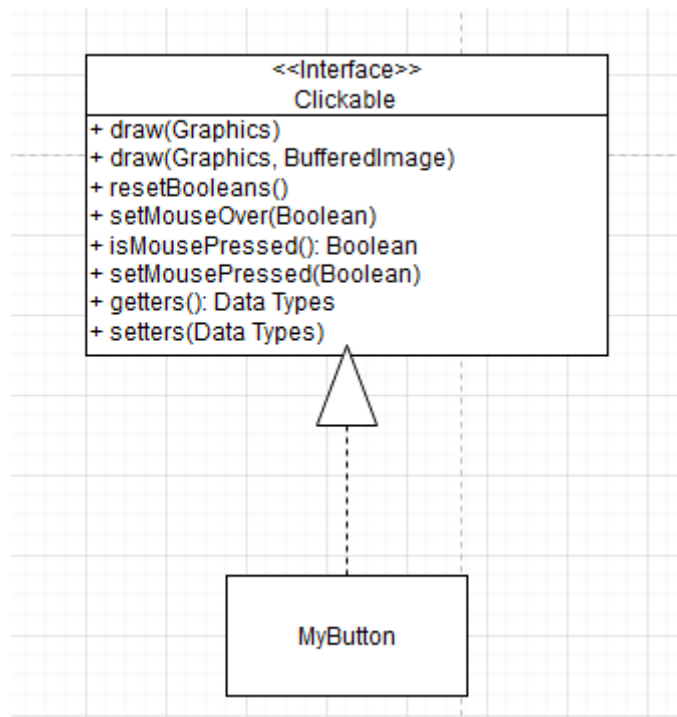 <<Interface>>
Clickable
+ draw(Graphics)
+ draw(Graphics, BufferedImage)
+ resetBooleans()
+ setMouseOver(Boolean)
+ isMousePressed(): Boolean
+ setMousePressed(Boolean)
+ getters(): Data Types
+ setters(Data Types)
MyButton